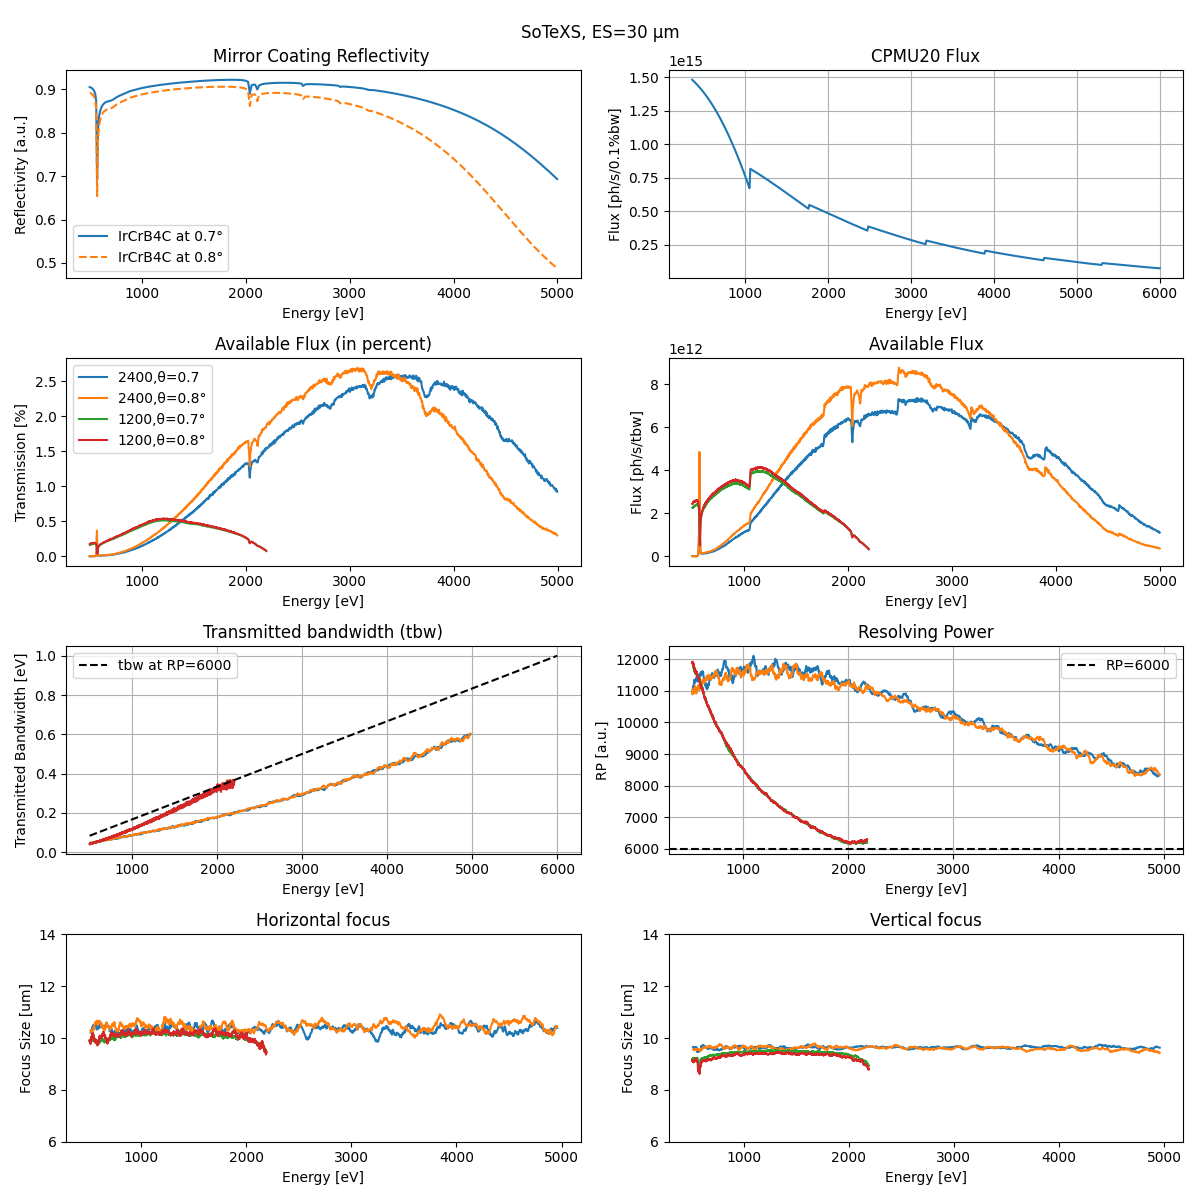 SoTeXS, ES=30 μm
Mirror Coating Reflectivity
Reflectivity [a.u.]
0.9
0.8
0.7
0.6
0.5
IrCrB4C at 0.7°
IrCrB4C at 0.8°
1000 2000 3000 4000 5000
Energy [eV]
CPMU20 Flux
1e15
Flux [ph/s/0.1%bw]
1.50
1.25
1.00
0.75
0.50
0.25
1000 2000 3000 4000 5000 6000
Energy [eV]
Available Flux (in percent)
Transmission [%]
2.5
2.0
1.5
1.0
0.5
0.0
2400,θ=0.7
2400,θ=0.8°
1200,θ=0.7°
1200,θ=0.8°
1000 2000 3000 4000 5000
Energy [eV]
Available Flux
1e12
Flux [ph/s/tbw]
8
6
4
2
0
1000 2000 3000 4000 5000
Energy [eV]
Transmitted bandwidth (tbw)
Transmitted Bandwidth [eV]
1.0
0.8
0.6
0.4
0.2
0.0
tbw at RP=6000
1000 2000 3000 4000 5000 6000
Energy [eV]
Resolving Power
RP [a.u.]
12000
11000
10000
9000
8000
7000
6000
RP=6000
1000 2000 3000 4000 5000
Energy [eV]
Horizontal focus
Focus Size [um]
14
12
10
8
6
1000 2000 3000 4000 5000
Energy [eV]
Vertical focus
Focus Size [um]
14
12
10
8
6
1000 2000 3000 4000 5000
Energy [eV]